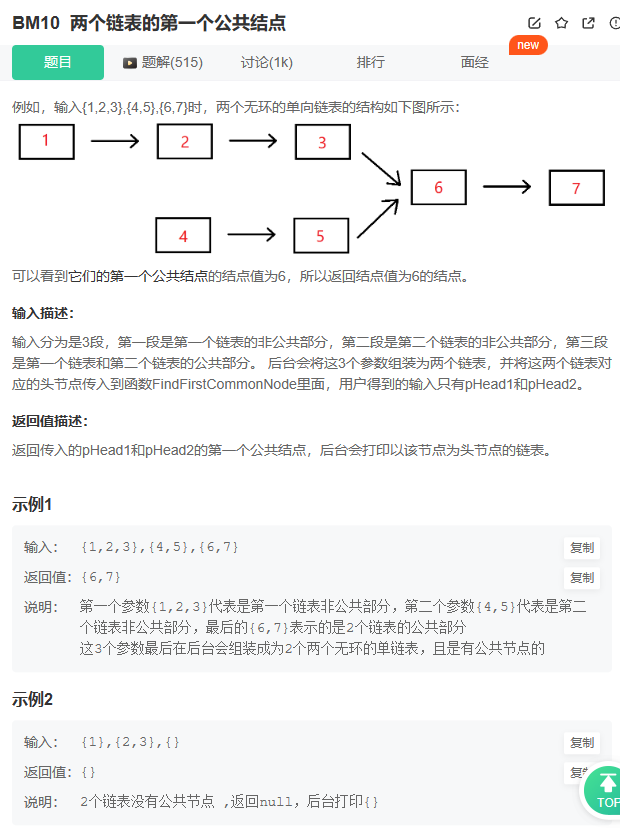 BM10 两个链表的第一个公共结点
题目 题解(515) 讨论(1k) 排行 面经 new
例如，输入{1,2,3},{4,5},{6,7}时，两个无环的单向链表的结构如下图所示：
1 2 3
6 7
4 5
可以看到它们的第一个公共结点的结点值为6，所以返回结点值为6的结点。
输入描述：
输入分为是3段，第一段是第一个链表的非公共部分，第二段是第二个链表的非公共部分，第三段
是第一个链表和第二个链表的公共部分。 后台会将这3个参数组装为两个链表，并将这两个链表对
应的头节点传入到函数FindFirstCommonNode里面，用户得到的输入只有pHead1和pHead2。
返回值描述：
返回传入的pHead1和pHead2的第一个公共结点，后台会打印以该节点为头节点的链表。
示例1
输入： {1,2,3},{4,5},{6,7} 复制
返回值：{6,7} 复制
说明： 第一个参数{1,2,3}代表是第一个链表非公共部分，第二个参数{4,5}代表是第二
个链表非公共部分，最后的{6,7}表示的是2个链表的公共部分
这3个参数最后在后台会组装成为2个两个无环的单链表，且是有公共节点的
示例2
输入： {1},{2,3},{} 复制
返回值：{}
说明： 2个链表没有公共节点 ,返回null，后台打印{}
TOP